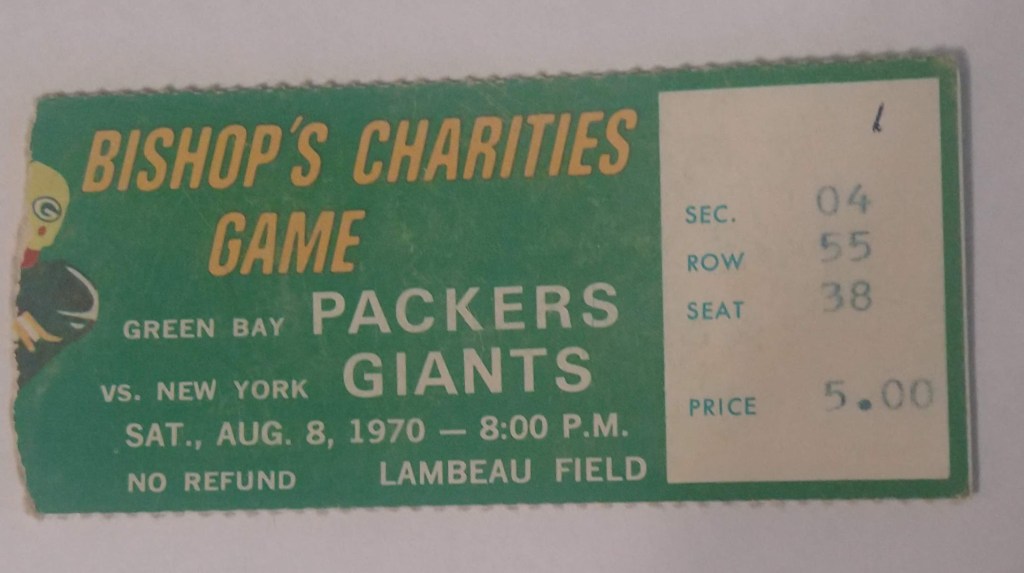 BISHOP'S CHARITIES
GAME
GREEN BAY PACKERS
VS. NEW YORK GIANTS
SAT., AUG. 8, 1970 — 8:00 P.M.
NO REFUND LAMBEAU FIELD
SEC. 04
ROW 55
SEAT 38
PRICE 5.00
G